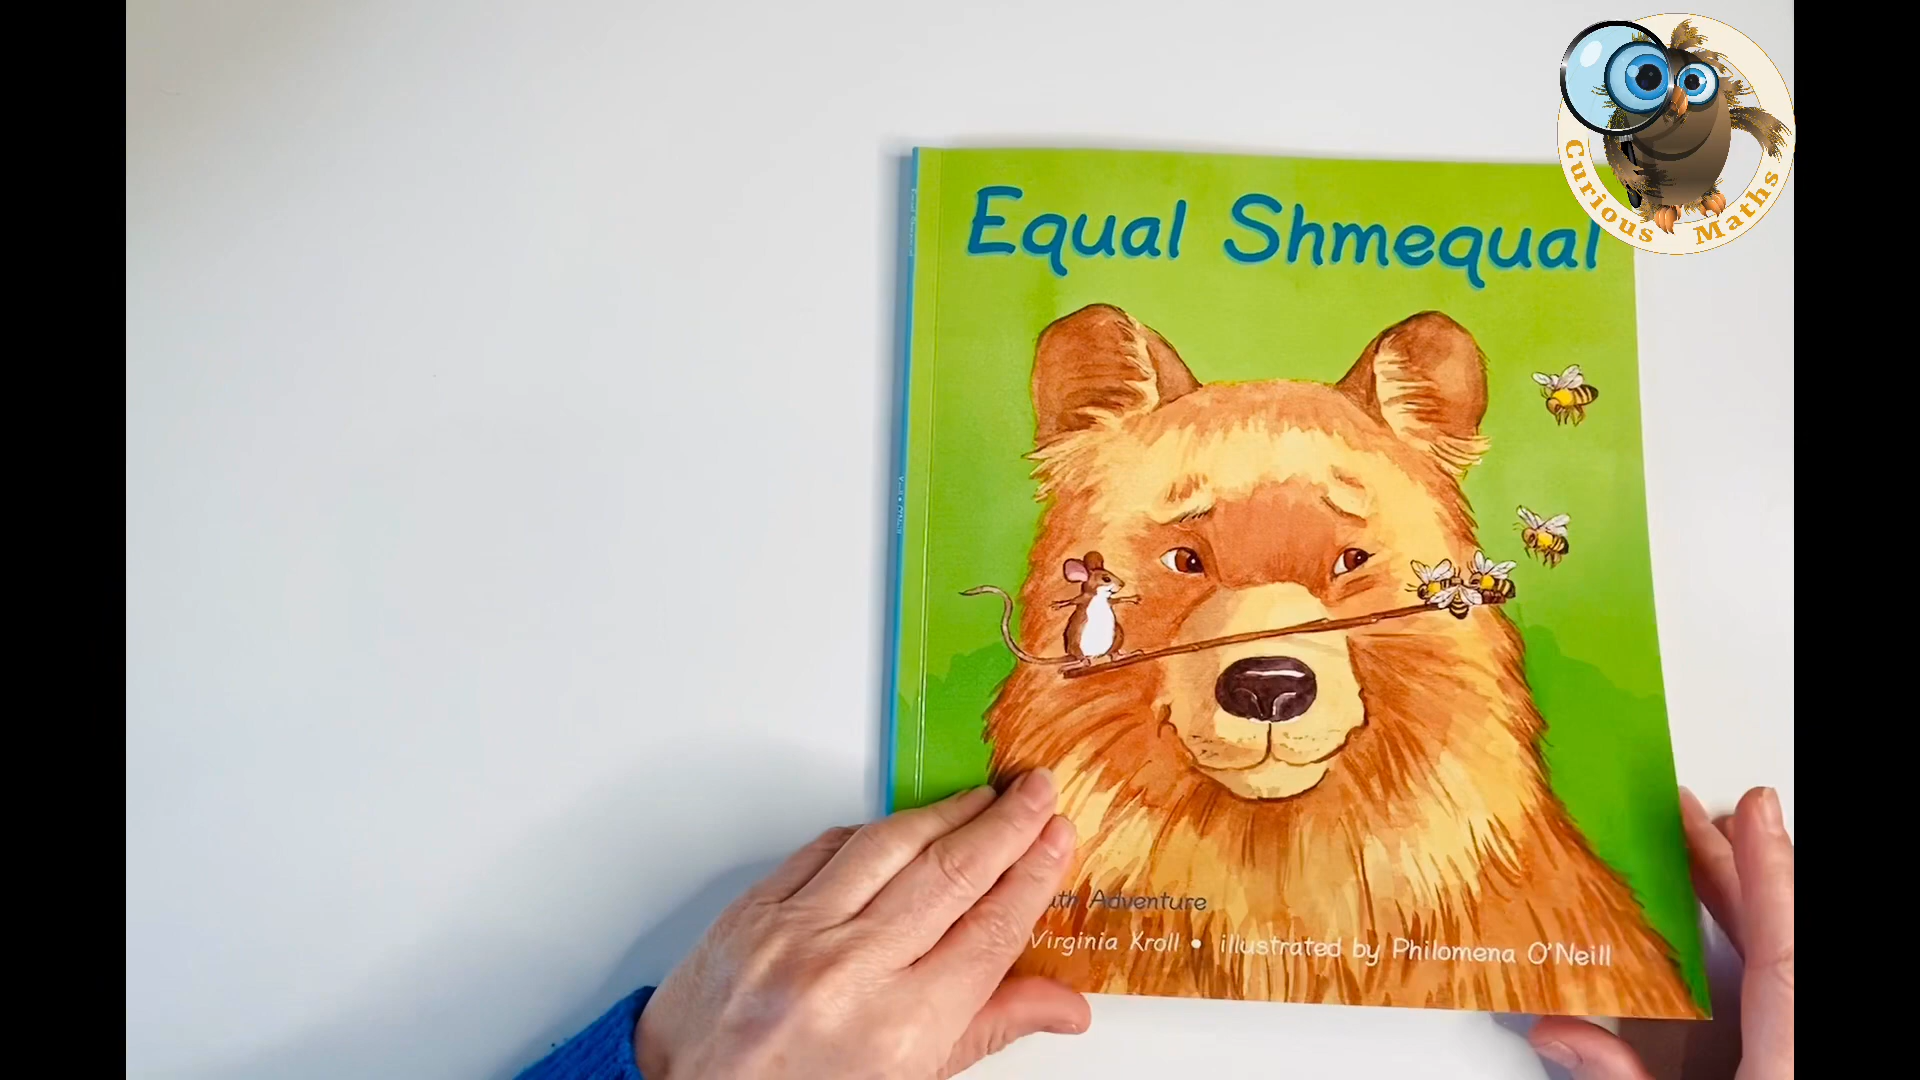 Curious Maths
Equal Shmequal
Adventure
Virginia Kroll • illustrated by Philomena O'Neill